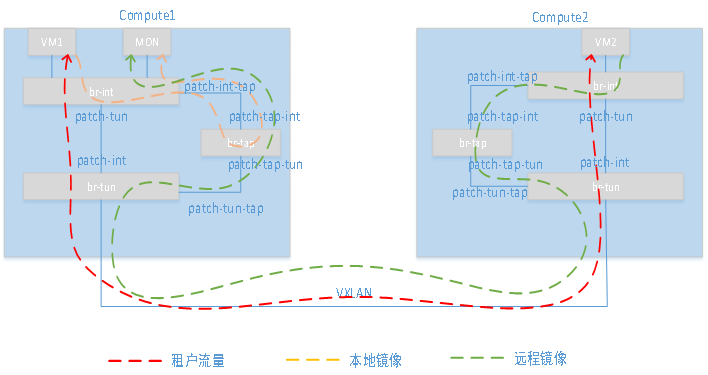 Compute1
Compute2
VM1
MON
VM2
br-int
patch-int-tap
patch-int-tap
br-int
patch-tun
patch-tap-int
patch-tap-int
patch-tun
br-tap
br-tap
patch-int
patch-tap-tun
patch-tap-tun
patch-int
br-tun
patch-tun-tap
patch-tun-tap
br-tun
VXLAN
租户流量
本地镜像
远程镜像